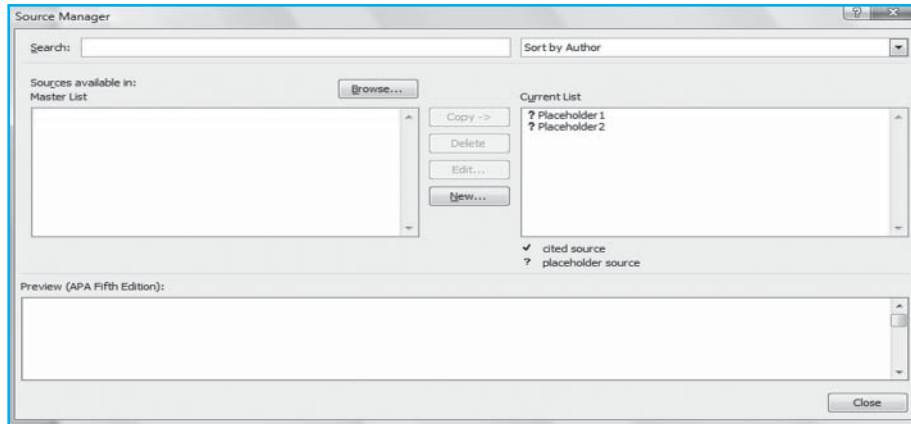 Source Manager
Search:
Sort by Author
Sources available in:
Master List
Browse...
Current List
Copy ->
Delete
Edit...
New...
? Placeholder1
? Placeholder2
✓ cited source
? placeholder source
Preview (APA Fifth Edition):
Close